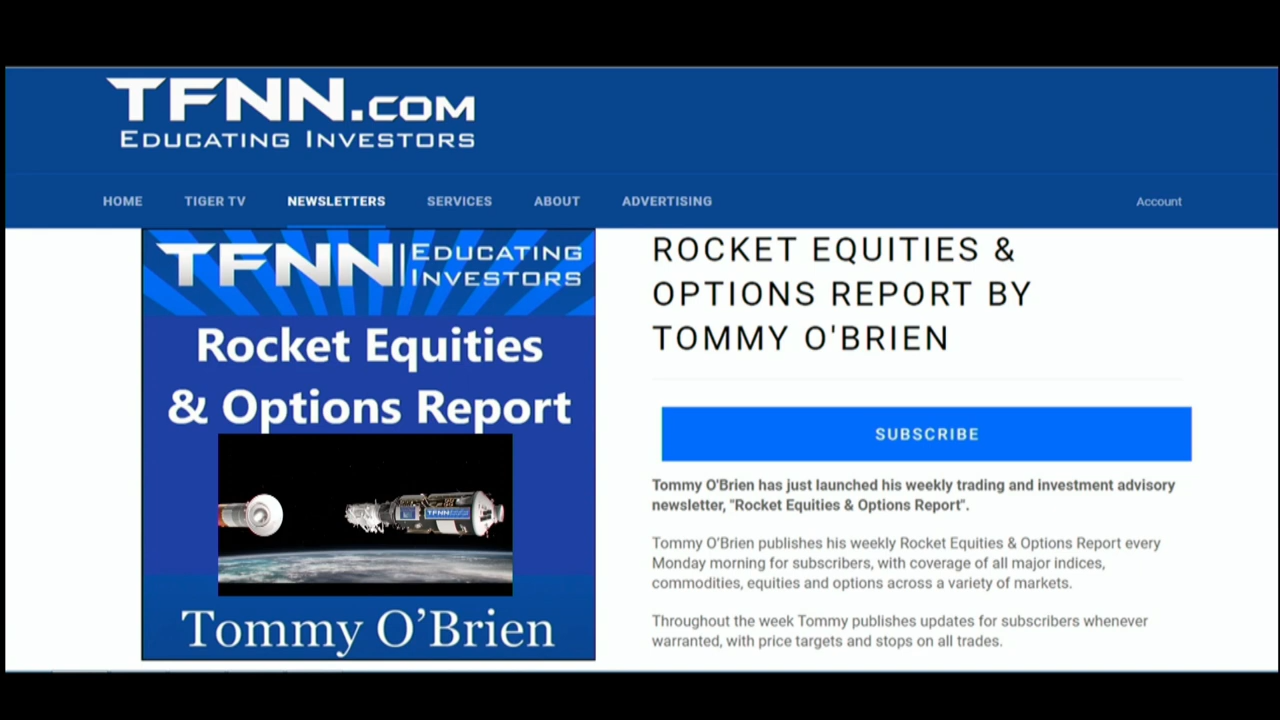 TFNN.COM
EDUCATING INVESTORS
HOME TIGER TV NEWSLETTERS SERVICES ABOUT ADVERTISING Account
TFNN EDUCATING
INVESTORS
Rocket Equities
& Options Report
TFNN
Tommy O’Brien
ROCKET EQUITIES &
OPTIONS REPORT BY
TOMMY O'BRIEN
SUBSCRIBE
Tommy O'Brien has just launched his weekly trading and investment advisory
newsletter, "Rocket Equities & Options Report".
Tommy O’Brien publishes his weekly Rocket Equities & Options Report every
Monday morning for subscribers, with coverage of all major indices,
commodities, equities and options across a variety of markets.
Throughout the week Tommy publishes updates for subscribers whenever
warranted, with price targets and stops on all trades.